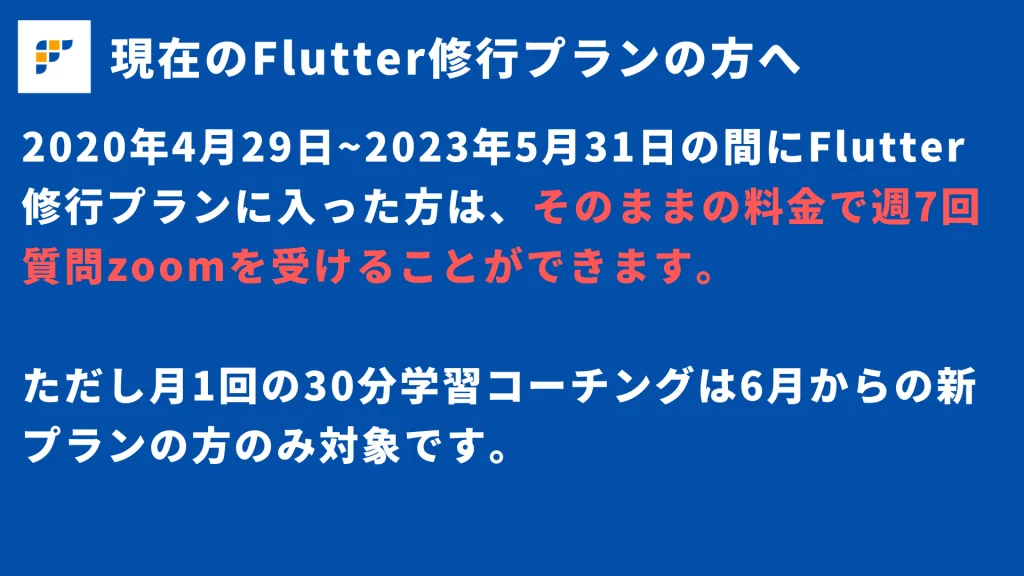 現在のFlutter修行プランの方へ
2020年4月29日~2023年5月31日の間にFlutter
修行プランに入った方は、そのままの料金で週7回
質問zoomを受けることができます。
ただし月1回の30分学習コーチングは6月からの新
プランの方のみ対象です。